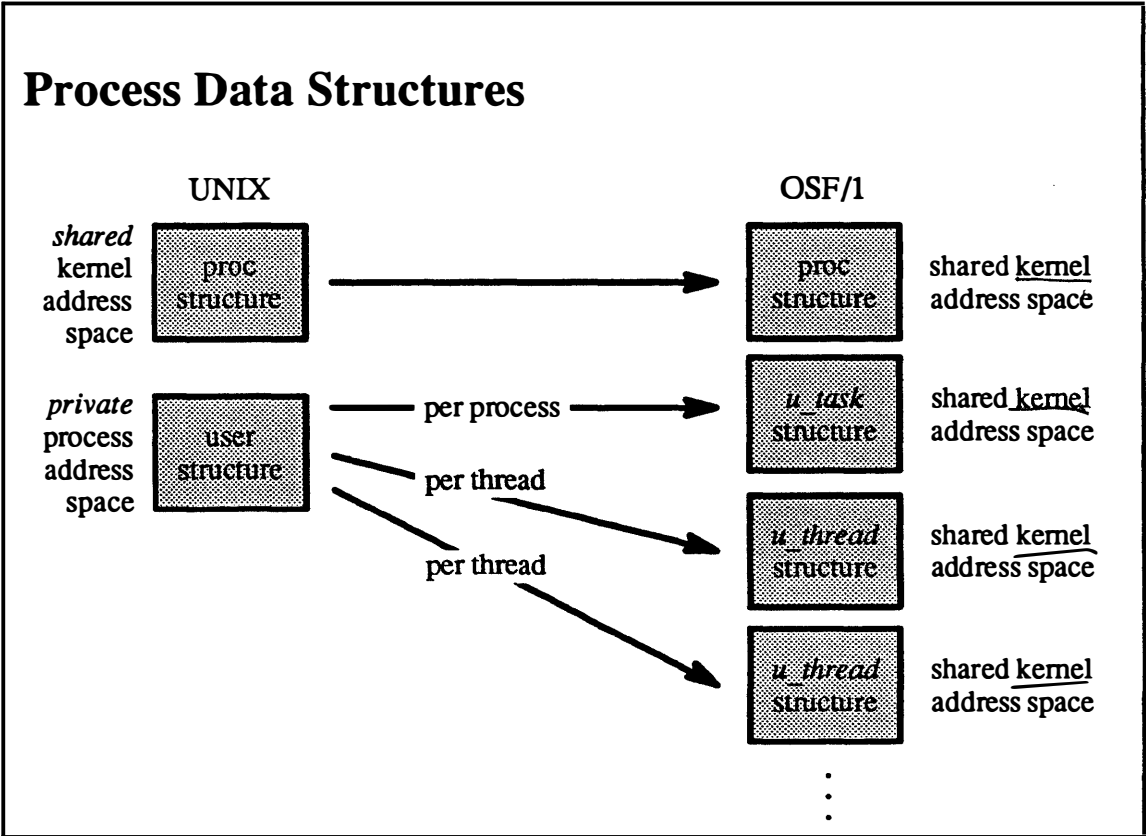 Process Data Structures
UNIX
OSF/1
shared
kernel
address
space
proc
structure
proc
structure
shared kernel
address space
private
process
address
space
user
structure
per process
u_task
structure
shared kernel
address space
per thread
u_thread
structure
shared kernel
address space
per thread
u_thread
structure
shared kernel
address space